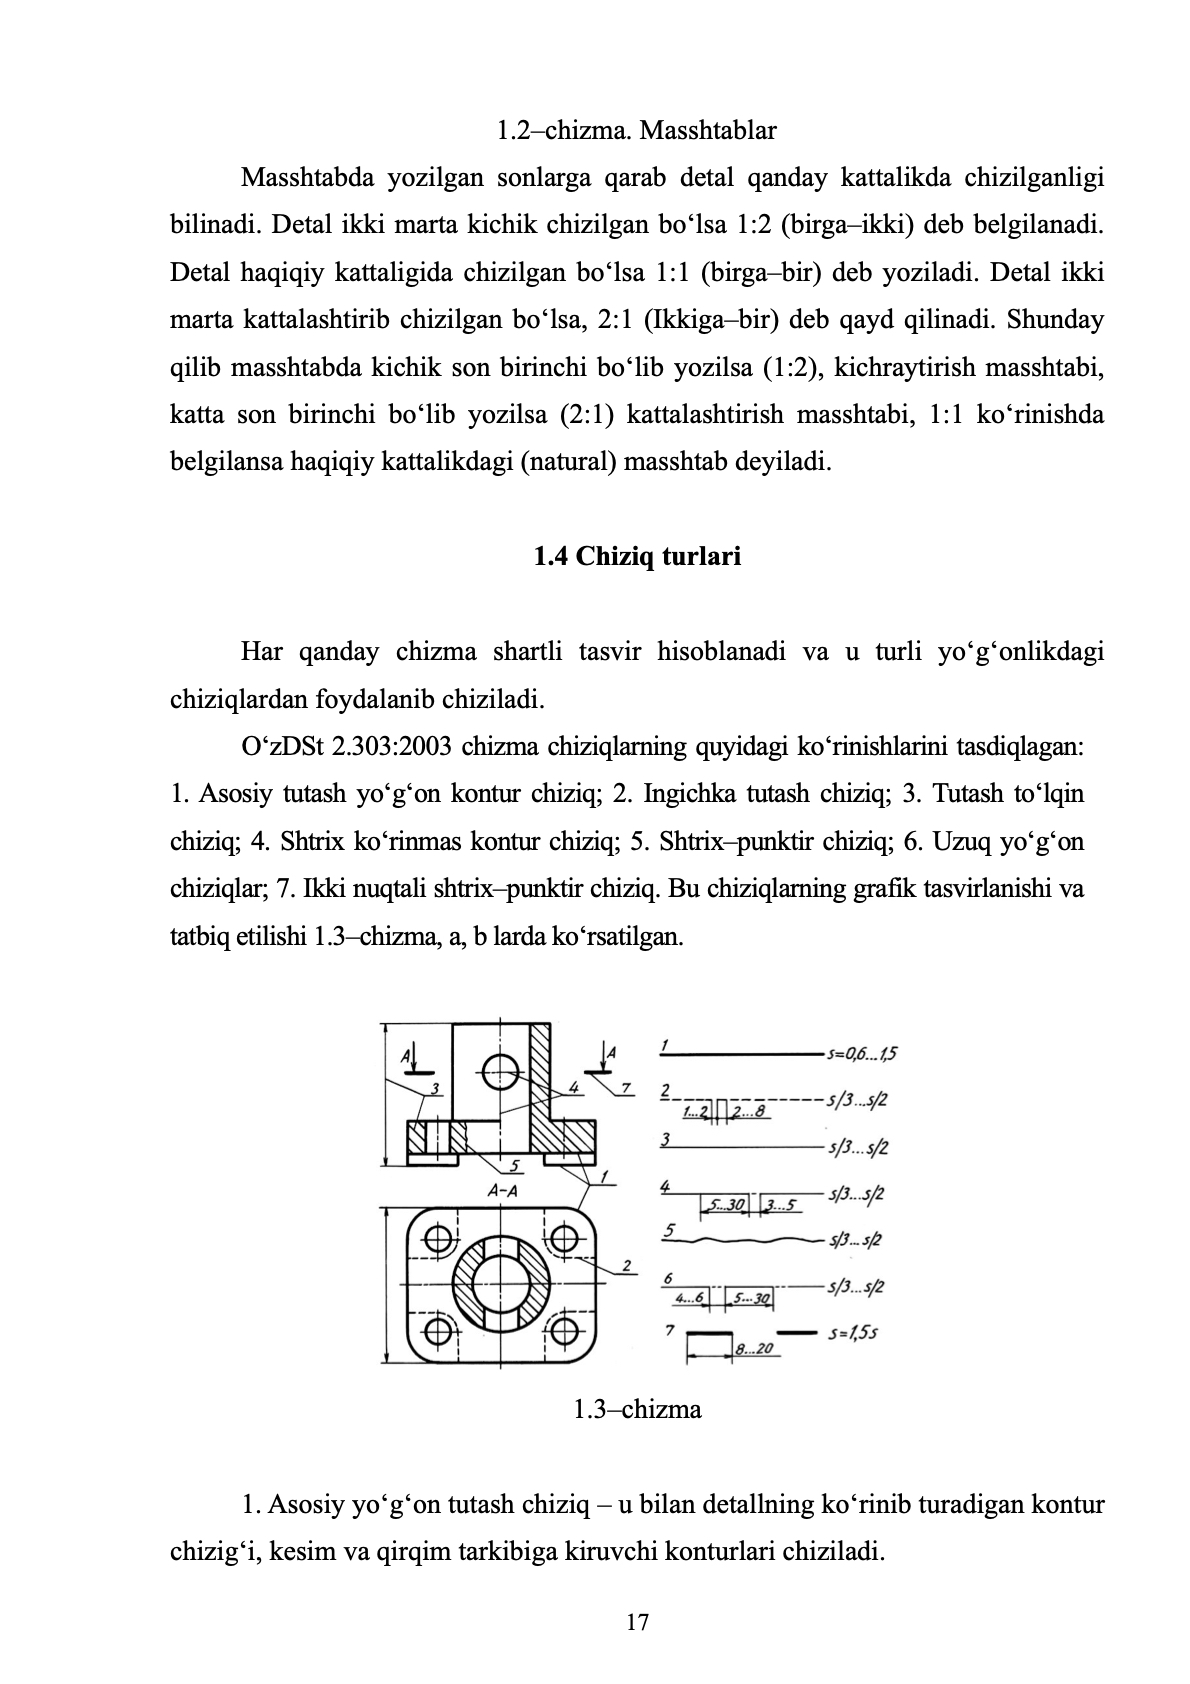 1.2–chizma. Masshtablar
Masshtabda yozilgan sonlarga qarab detal qanday kattalikda chizilganligi
bilinadi. Detal ikki marta kichik chizilgan bo‘lsa 1:2 (birga–ikki) deb belgilanadi.
Detal haqiqiy kattaligida chizilgan bo‘lsa 1:1 (birga–bir) deb yoziladi. Detal ikki
marta kattalashtirib chizilgan bo‘lsa, 2:1 (Ikkiga–bir) deb qayd qilinadi. Shunday
qilib masshtabda kichik son birinchi bo‘lib yozilsa (1:2), kichraytirish masshtabi,
katta son birinchi bo‘lib yozilsa (2:1) kattalashtirish masshtabi, 1:1 ko‘rinishda
belgilansa haqiqiy kattalikdagi (natural) masshtab deyiladi.
1.4 Chiziq turlari
Har qanday chizma shartli tasvir hisoblanadi va u turli yo‘g‘onlikdagi
chiziqlardan foydalanib chiziladi.
O‘zDSt 2.303:2003 chizma chiziqlarning quyidagi ko‘rinishlarini tasdiqlagan:
1. Asosiy tutash yo‘g‘on kontur chiziq; 2. Ingichka tutash chiziq; 3. Tutash to‘lqin
chiziq; 4. Shtrix ko‘rinmas kontur chiziq; 5. Shtrix–punktir chiziq; 6. Uzuq yo‘g‘on
chiziqlar; 7. Ikki nuqtali shtrix–punktir chiziq. Bu chiziqlarning grafik tasvirlanishi va
tatbiq etilishi 1.3–chizma, a, b larda ko‘rsatilgan.
A A
3 4 7
5
1
A–A
2
1 s=0,6...1,5
2 s/3...s/2
1...2 2...8
3 s/3...s/2
4 s/3...s/2
5...30 3...5
5 s/3...s/2
6 s/3...s/2
4...6 5...30
7 s=1,5s
8...20
1.3–chizma
1. Asosiy yo‘g‘on tutash chiziq – u bilan detallning ko‘rinib turadigan kontur
chizig‘i, kesim va qirqim tarkibiga kiruvchi konturlari chiziladi.
17